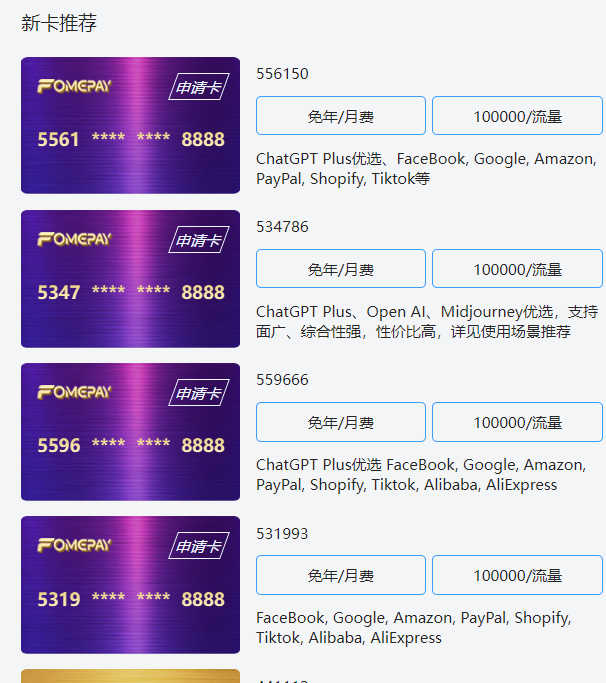 新卡推荐
FOMEPAY
申请卡
5561 **** **** 8888
556150
免年/月费
100000/流量
ChatGPT Plus优选、FaceBook, Google, Amazon,
PayPal, Shopify, Tiktok等
FOMEPAY
申请卡
5347 **** **** 8888
534786
免年/月费
100000/流量
ChatGPT Plus、Open AI、Midjourney优选，支持
面广、综合性强，性价比高，详见使用场景推荐
FOMEPAY
申请卡
5596 **** **** 8888
559666
免年/月费
100000/流量
ChatGPT Plus优选 FaceBook, Google, Amazon,
PayPal, Shopify, Tiktok, Alibaba, AliExpress
FOMEPAY
申请卡
5319 **** **** 8888
531993
免年/月费
100000/流量
FaceBook, Google, Amazon, PayPal, Shopify,
Tiktok, Alibaba, AliExpress